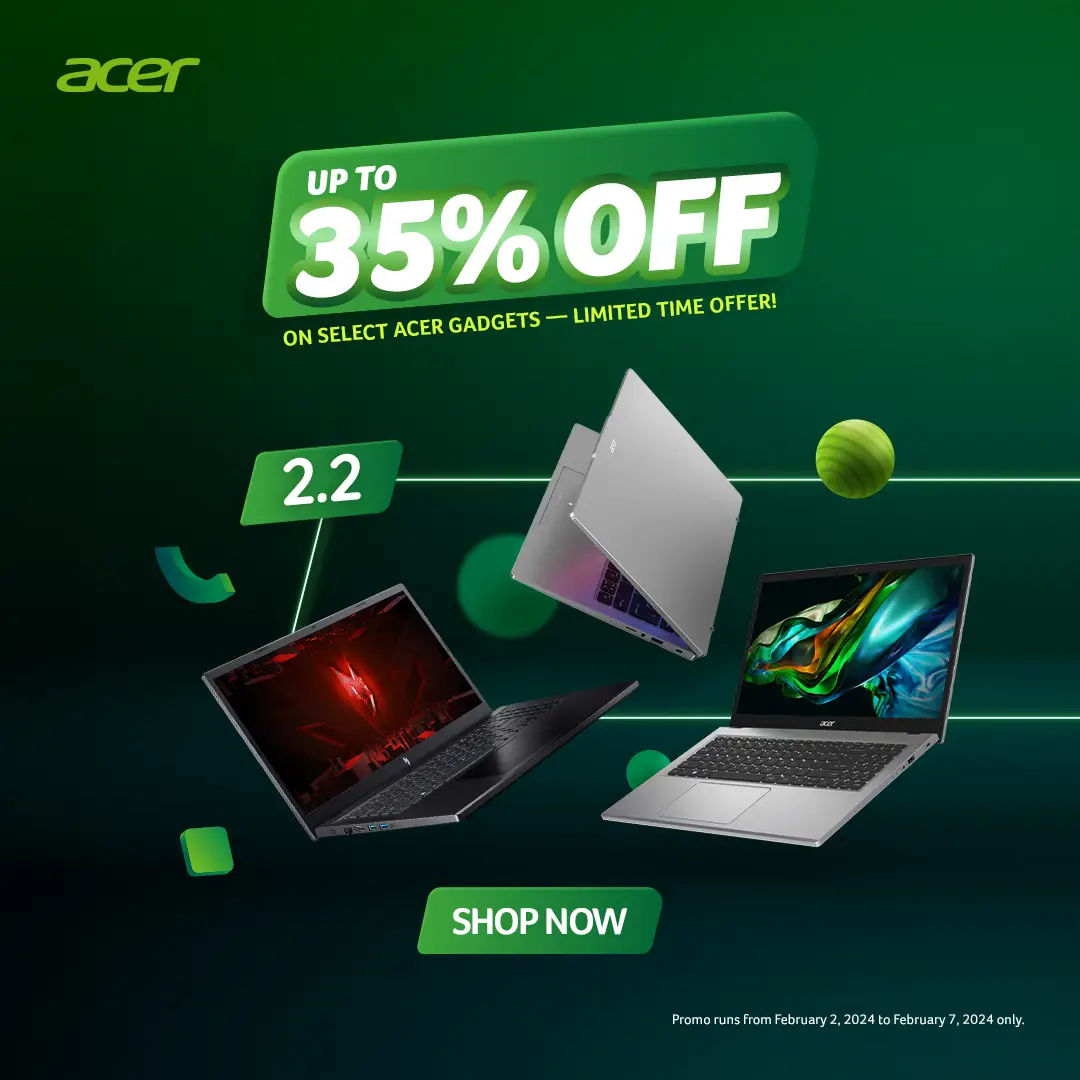 acer
UP TO
35% OFF
ON SELECT ACER GADGETS — LIMITED TIME OFFER!
2.2
acer
acer
SHOP NOW
Promo runs from February 2, 2024 to February 7, 2024 only.